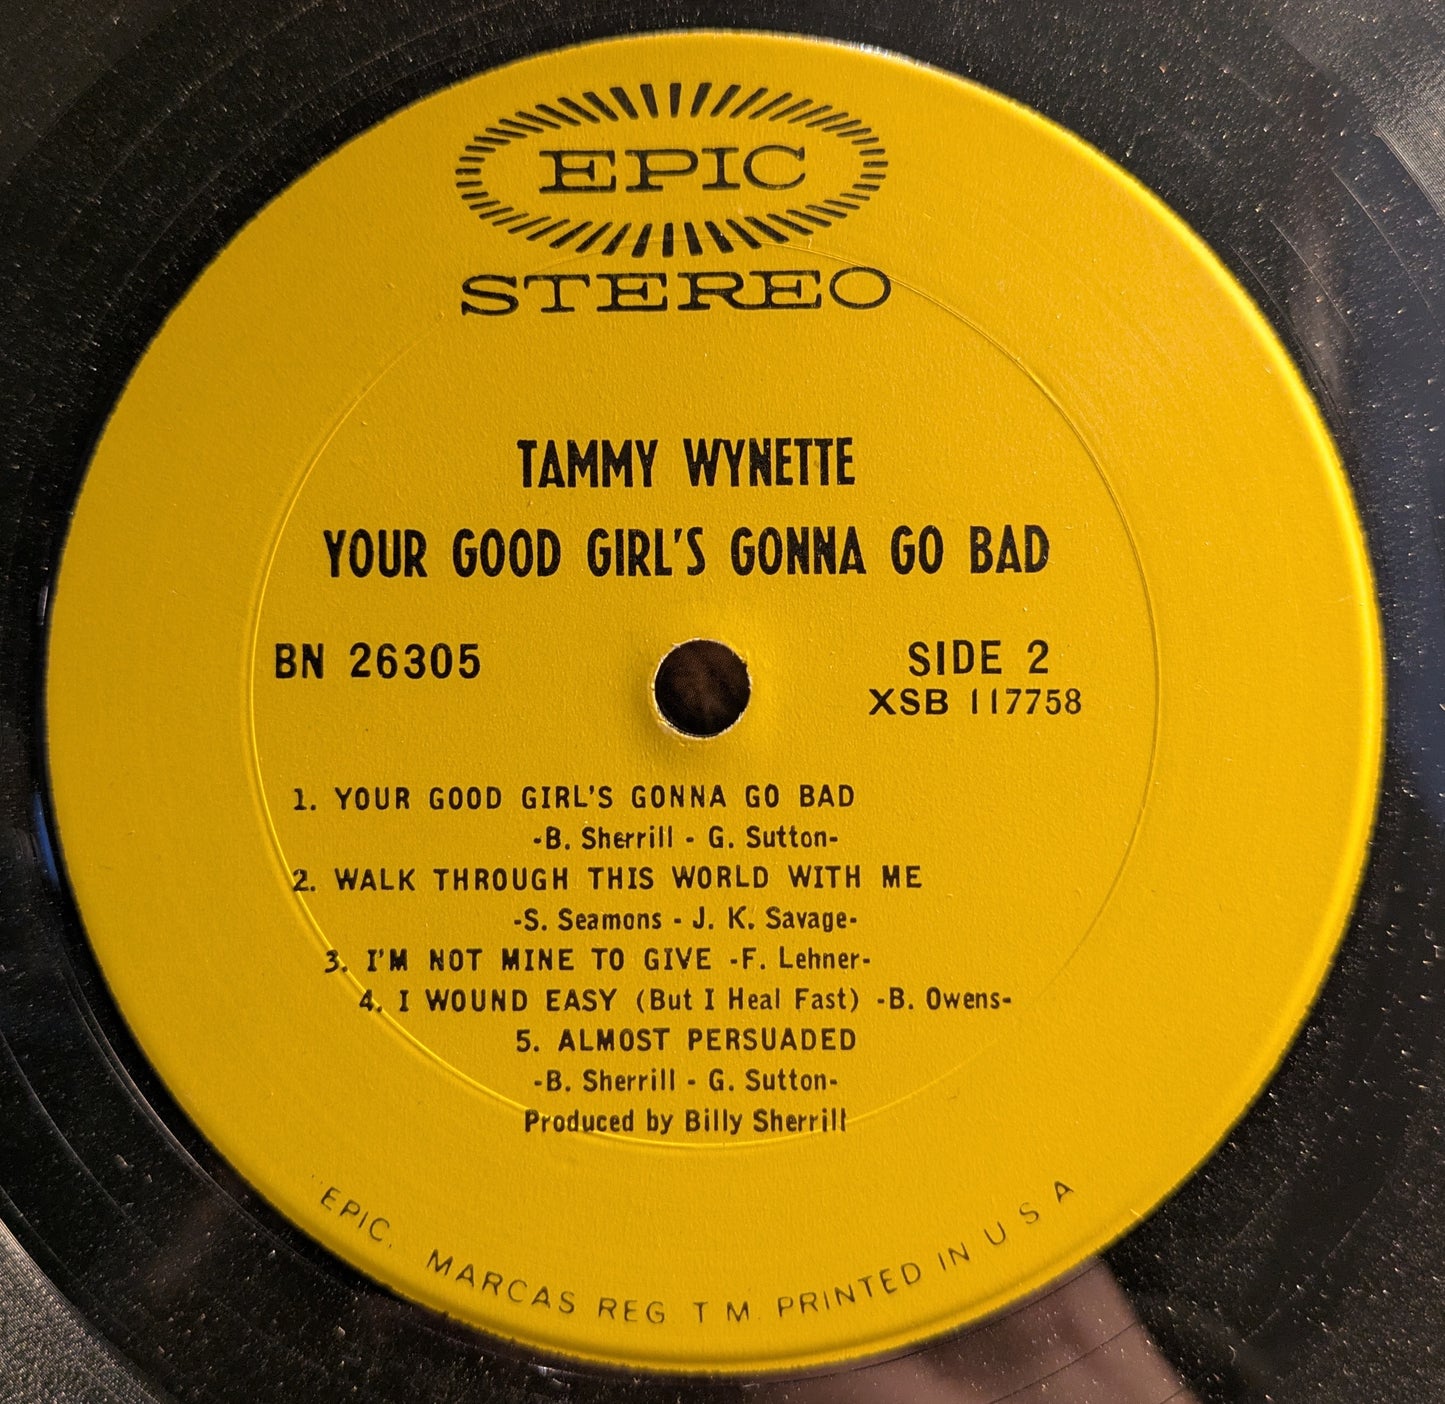 EPIC
STEREO
TAMMY WYNETTE
YOUR GOOD GIRL'S GONNA GO BAD
BN 26305
SIDE 2
XSB 117758
1. YOUR GOOD GIRL'S GONNA GO BAD
-B. Sherrill - G. Sutton-
2. WALK THROUGH THIS WORLD WITH ME
-S. Seamons - J. K. Savage-
3. I'M NOT MINE TO GIVE -F. Lehner-
4. I WOUND EASY (But I Heal Fast) -B. Owens-
5. ALMOST PERSUADED
-B. Sherrill - G. Sutton-
Produced by Billy Sherrill
"EPIC. MARCAS REG. T M. PRINTED IN U S A